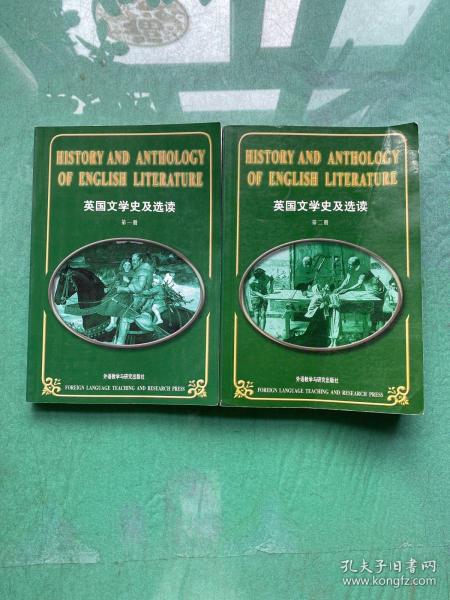 HISTORY AND ANTHOLOGY
OF ENGLISH LITERATURE
英国文学史及选读
第一册
外语教学与研究出版社
FOREIGN LANGUAGE TEACHING AND RESEARCH PRESS
HISTORY AND ANTHOLOGY
OF ENGLISH LITERATURE
英国文学史及选读
第二册
外语教学与研究出版社
FOREIGN LANGUAGE TEACHING AND RESEARCH PRESS
孔夫子旧书网
www.kongfz.com